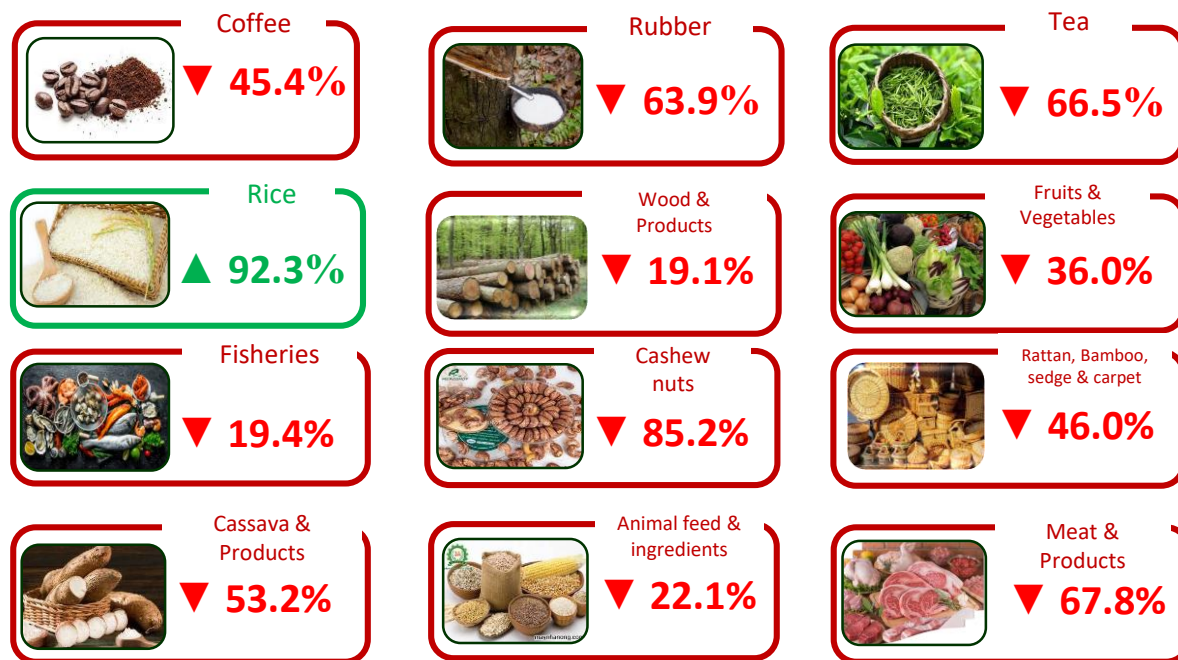 Coffee
▼ 45.4%
Rubber
▼ 63.9%
Tea
▼ 66.5%
Rice
▲ 92.3%
Wood &
Products
▼ 19.1%
Fruits &
Vegetables
▼ 36.0%
Fisheries
▼ 19.4%
Cashew
nuts
▼ 85.2%
Rattan, Bamboo,
sedge & carpet
▼ 46.0%
Cassava &
Products
▼ 53.2%
Animal feed &
ingredients
▼ 22.1%
Meat &
Products
▼ 67.8%